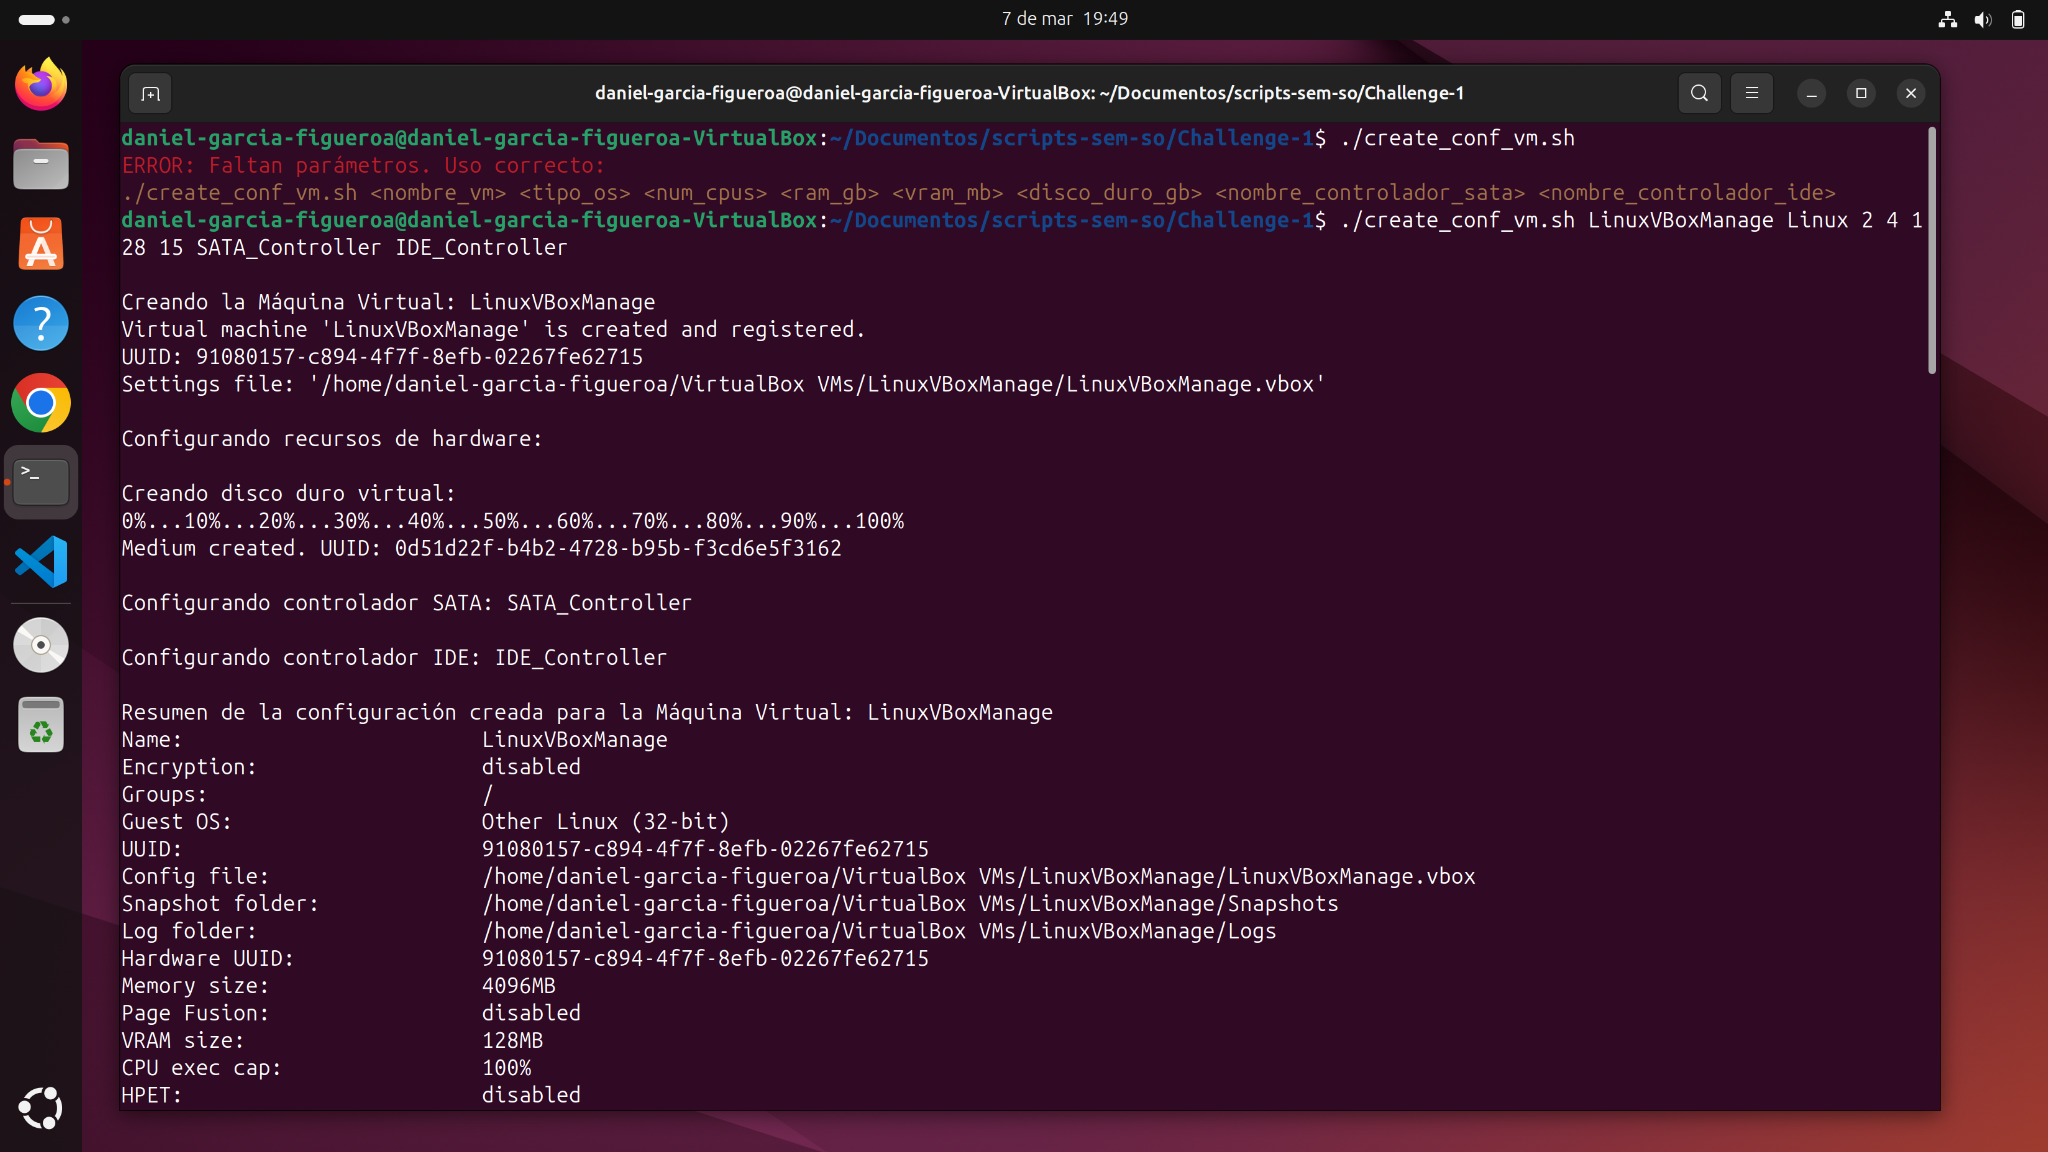 7 de mar 19:49
daniel-garcia-figueroa@daniel-garcia-figueroa-VirtualBox: ~/Documentos/scripts-sem-so/Challenge-1
daniel-garcia-figueroa@daniel-garcia-figueroa-VirtualBox:~/Documentos/scripts-sem-so/Challenge-1$ ./create_conf_vm.sh
ERROR: Faltan parámetros. Uso correcto:
./create_conf_vm.sh <nombre_vm> <tipo_os> <num_cpus> <ram_gb> <vram_mb> <disco_duro_gb> <nombre_controlador_sata> <nombre_controlador_ide>
daniel-garcia-figueroa@daniel-garcia-figueroa-VirtualBox:~/Documentos/scripts-sem-so/Challenge-1$ ./create_conf_vm.sh LinuxVBoxManage Linux 2 4 1
28 15 SATA_Controller IDE_Controller
Creando la Máquina Virtual: LinuxVBoxManage
Virtual machine 'LinuxVBoxManage' is created and registered.
UUID: 91080157-c894-4f7f-8efb-02267fe62715
Settings file: '/home/daniel-garcia-figueroa/VirtualBox VMs/LinuxVBoxManage/LinuxVBoxManage.vbox'
Configurando recursos de hardware:
Creando disco duro virtual:
0%...10%...20%...30%...40%...50%...60%...70%...80%...90%...100%
Medium created. UUID: 0d51d22f-b4b2-4728-b95b-f3cd6e5f3162
Configurando controlador SATA: SATA_Controller
Configurando controlador IDE: IDE_Controller
Resumen de la configuración creada para la Máquina Virtual: LinuxVBoxManage
Name: LinuxVBoxManage
Encryption: disabled
Groups: /
Guest OS: Other Linux (32-bit)
UUID: 91080157-c894-4f7f-8efb-02267fe62715
Config file: /home/daniel-garcia-figueroa/VirtualBox VMs/LinuxVBoxManage/LinuxVBoxManage.vbox
Snapshot folder: /home/daniel-garcia-figueroa/VirtualBox VMs/LinuxVBoxManage/Snapshots
Log folder: /home/daniel-garcia-figueroa/VirtualBox VMs/LinuxVBoxManage/Logs
Hardware UUID: 91080157-c894-4f7f-8efb-02267fe62715
Memory size: 4096MB
Page Fusion: disabled
VRAM size: 128MB
CPU exec cap: 100%
HPET: disabled